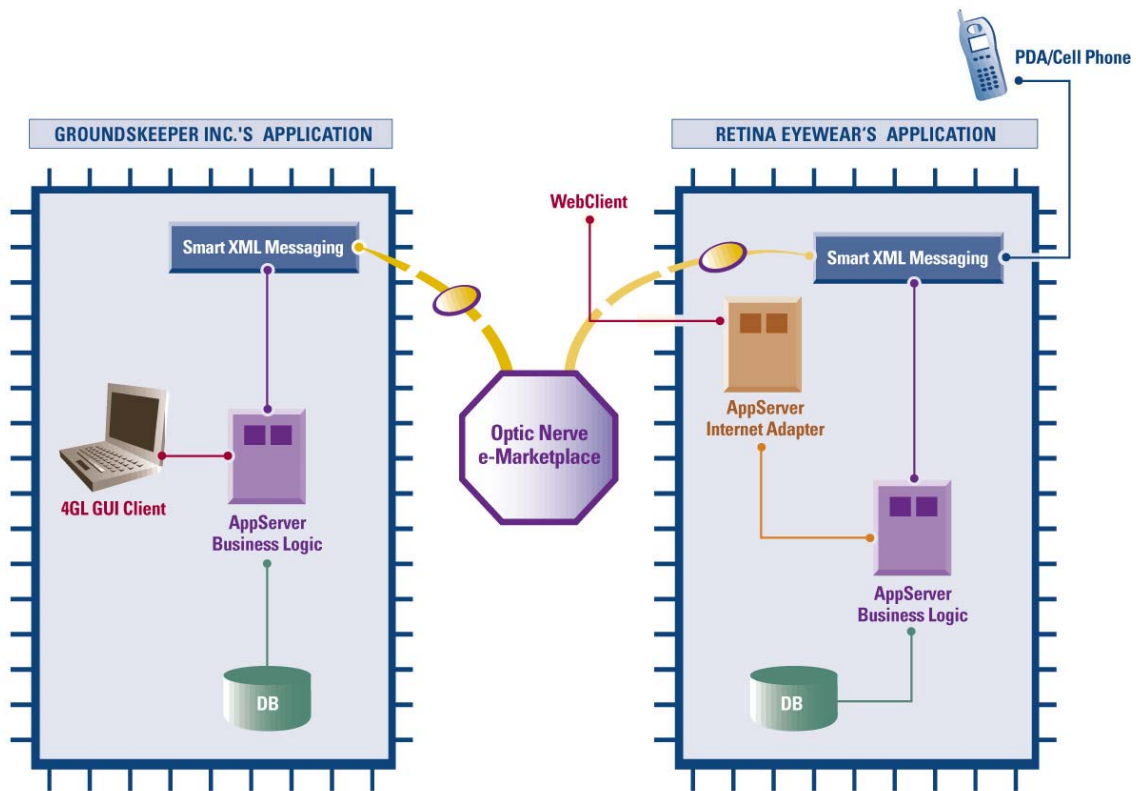 PDA/Cell Phone
GROUNDSKEEPER INC.'S APPLICATION
RETINA EYEWEAR'S APPLICATION
WebClient
Smart XML Messaging
Smart XML Messaging
AppServer
Internet Adapter
Optic Nerve
e-Marketplace
4GL GUI Client
AppServer
Business Logic
AppServer
Business Logic
DB
DB